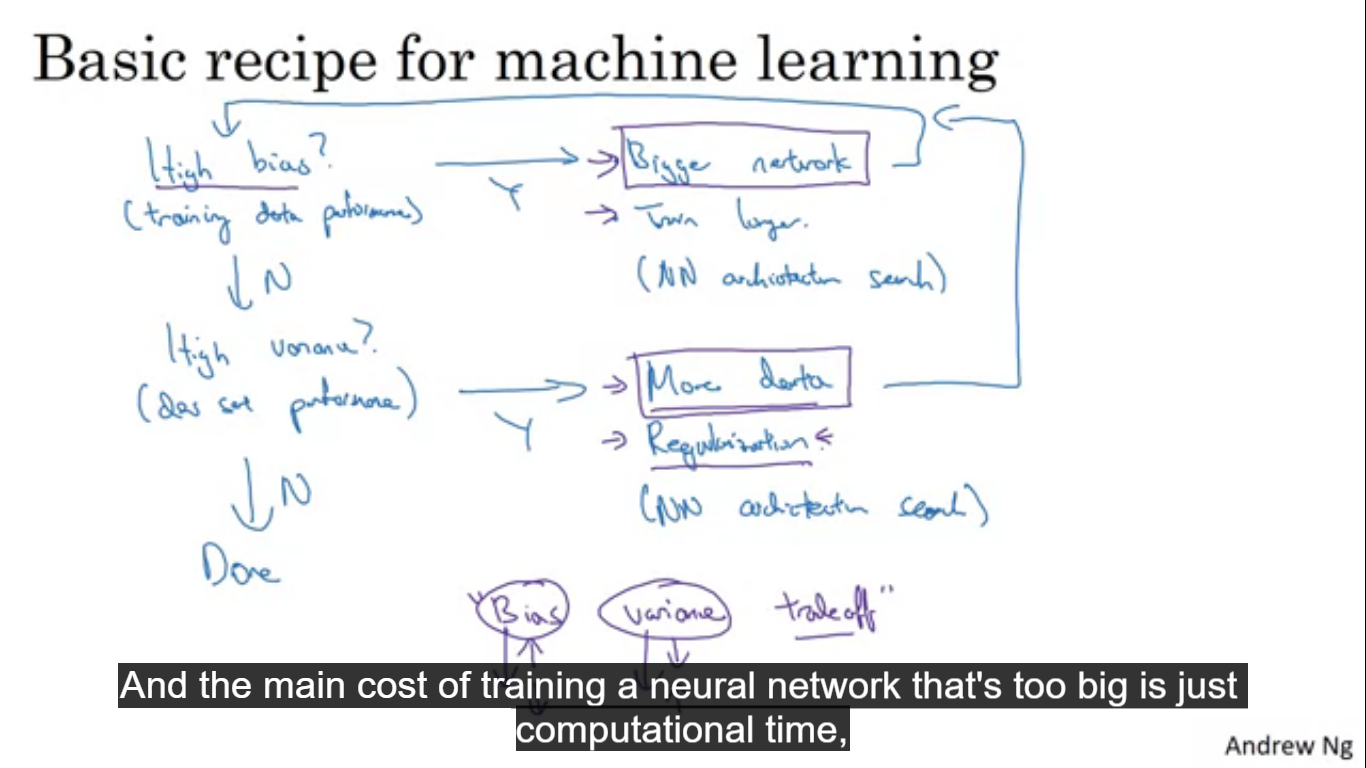 Basic recipe for machine learning
High bias? Y Bigger network
(training data performance) Train longer.
N (NN architecture search)
High variance?
(dev set performance) Y More data
Regularization
N (NN architecture search)
Done
"Bias variance tradeoff"
And the main cost of training a neural network that's too big is just
computational time,
Andrew Ng